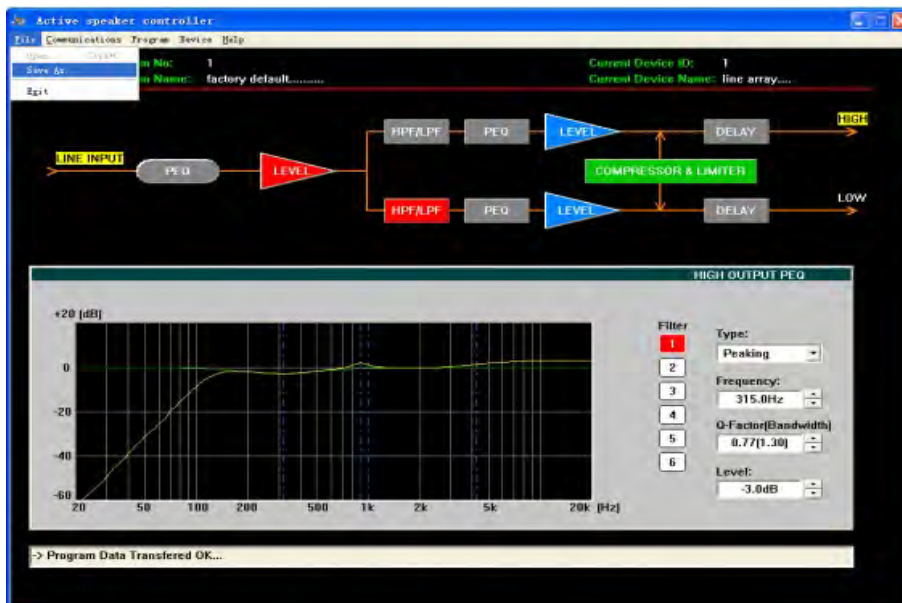 Active speaker controller
File Communications Program Device Help
Open...
Save As..
Exit
m No: 1
m Name: factory default..........
Current Device ID: 1
Current Device Name: line array....
HIGH
HPF/LPF PEQ LEVEL DELAY
LINE INPUT
PEQ LEVEL COMPRESSOR & LIMITER
LOW
HPF/LPF PEQ LEVEL DELAY
HIGH OUTPUT PEQ
+20 (dB)
0
-20
-40
-60
20 50 100 200 500 1k 2k 5k 20k (Hz)
Filter
1
2
3
4
5
6
Type:
Peaking
Frequency:
315.0Hz
Q-Factor(Bandwidth)
0.77(1.30)
Level:
-3.0dB
-> Program Data Transfered OK...